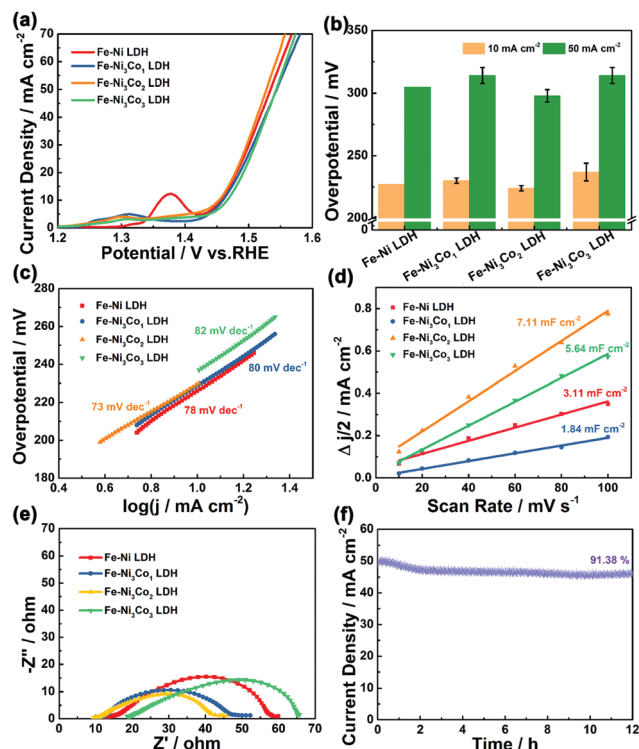 (a)
70
60
50
40
30
20
10
0
1.2
1.3
1.4
1.5
1.6
Current Density / mA cm⁻²
Potential / V vs.RHE
Fe-Ni LDH
Fe-Ni₃Co₁ LDH
Fe-Ni₃Co₂ LDH
Fe-Ni₃Co₃ LDH
(b)
350
300
250
200
0
Overpotential / mV
10 mA cm⁻²
50 mA cm⁻²
Fe-Ni LDH
Fe-Ni₃Co₁ LDH
Fe-Ni₃Co₂ LDH
Fe-Ni₃Co₃ LDH
(c)
280
260
240
220
200
180
0.4
0.6
0.8
1.0
1.2
1.4
1.6
Overpotential / mV
log(j / mA cm⁻²)
Fe-Ni LDH
Fe-Ni₃Co₁ LDH
Fe-Ni₃Co₂ LDH
Fe-Ni₃Co₃ LDH
82 mV dec⁻¹
80 mV dec⁻¹
73 mV dec⁻¹
78 mV dec⁻¹
(d)
0.8
0.6
0.4
0.2
0.0
0
20
40
60
80
100
Δ j/2 / mA cm⁻²
Scan Rate / mV s⁻¹
Fe-Ni LDH
Fe-Ni₃Co₁ LDH
Fe-Ni₃Co₂ LDH
Fe-Ni₃Co₃ LDH
7.11 mF cm⁻²
5.64 mF cm⁻²
3.11 mF cm⁻²
1.84 mF cm⁻²
(e)
70
60
50
40
30
20
10
0
0
10
20
30
40
50
60
70
-Z'' / ohm
Z' / ohm
Fe-Ni LDH
Fe-Ni₃Co₁ LDH
Fe-Ni₃Co₂ LDH
Fe-Ni₃Co₃ LDH
(f)
60
50
40
30
20
10
0
0
2
4
6
8
10
12
Current Density / mA cm⁻²
Time / h
91.38 %